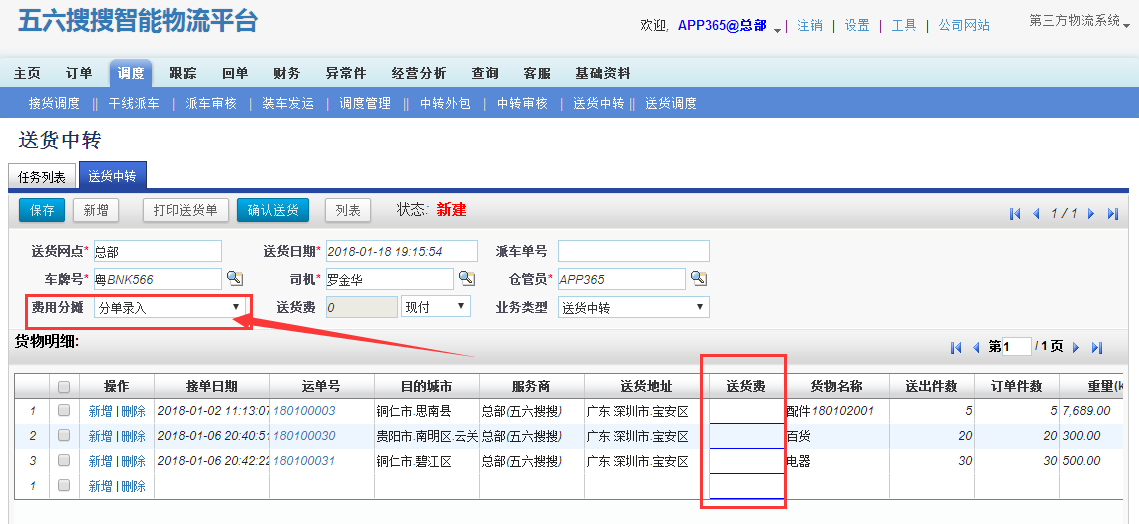 五六搜搜智能物流平台
欢迎, APP365@总部 | 注销 | 设置 | 工具 | 公司网站 第三方物流系统
主页 订单 调度 跟踪 回单 财务 异常件 经营分析 查询 客服 基础资料
接货调度 || 干线派车 | 派车审核 | 装车发运 | 调度管理 || 中转外包 | 中转审核 | 送货中转 || 送货调度
送货中转
任务列表 送货中转
保存 新增 打印送货单 确认送货 列表 状态: 新建 1 / 1
送货网点* 总部 送货日期* 2018-01-18 19:15:54 派车单号
车牌号* 粤BNK566 司机* 罗金华 仓管员* APP365
费用分摊 分单录入 送货费 0 现付 业务类型 送货中转
货物明细: 第 1 / 1 页
操作 接单日期 运单号 目的城市 服务商 送货地址 送货费 货物名称 送出件数 订单件数 重量(k
1 新增 | 删除 2018-01-02 11:13:07 180100003 铜仁市.思南县 总部(五六搜搜) 广东 深圳市.宝安区 配件180102001 5 5 7,689.00
2 新增 | 删除 2018-01-06 20:40:51 180100030 贵阳市.南明区.云关 总部(五六搜搜) 广东 深圳市.宝安区 百货 20 20 300.00
3 新增 | 删除 2018-01-06 20:42:22 180100031 铜仁市.碧江区 总部(五六搜搜) 广东 深圳市.宝安区 电器 30 30 500.00
1 新增 | 删除